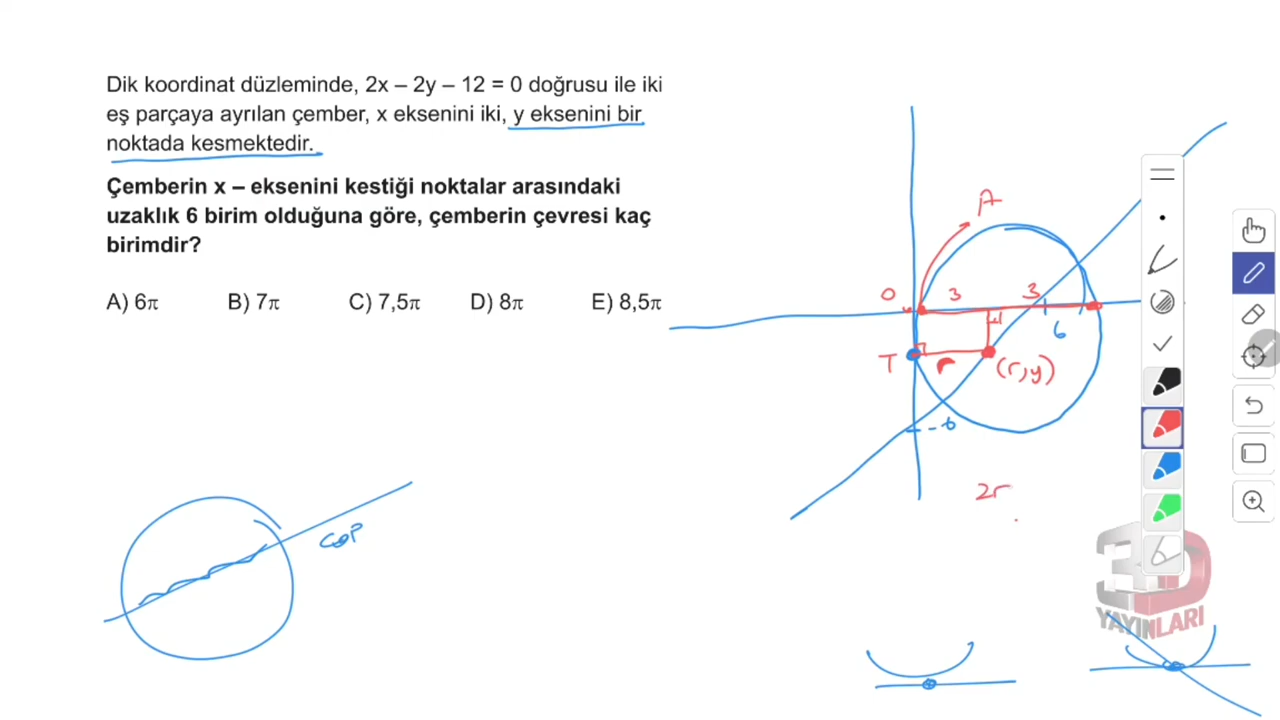 Dik koordinat düzleminde, 2x – 2y – 12 = 0 doğrusu ile iki
eş parçaya ayrılan çember, x eksenini iki, y eksenini bir
noktada kesmektedir.
Çemberin x – eksenini kestiği noktalar arasındaki
uzaklık 6 birim olduğuna göre, çemberin çevresi kaç
birimdir?
A) 6π B) 7π C) 7,5π D) 8π E) 8,5π
A
O 3 3
6
T r (r,y)
-6
2r
çap
3D
YAYINLARI